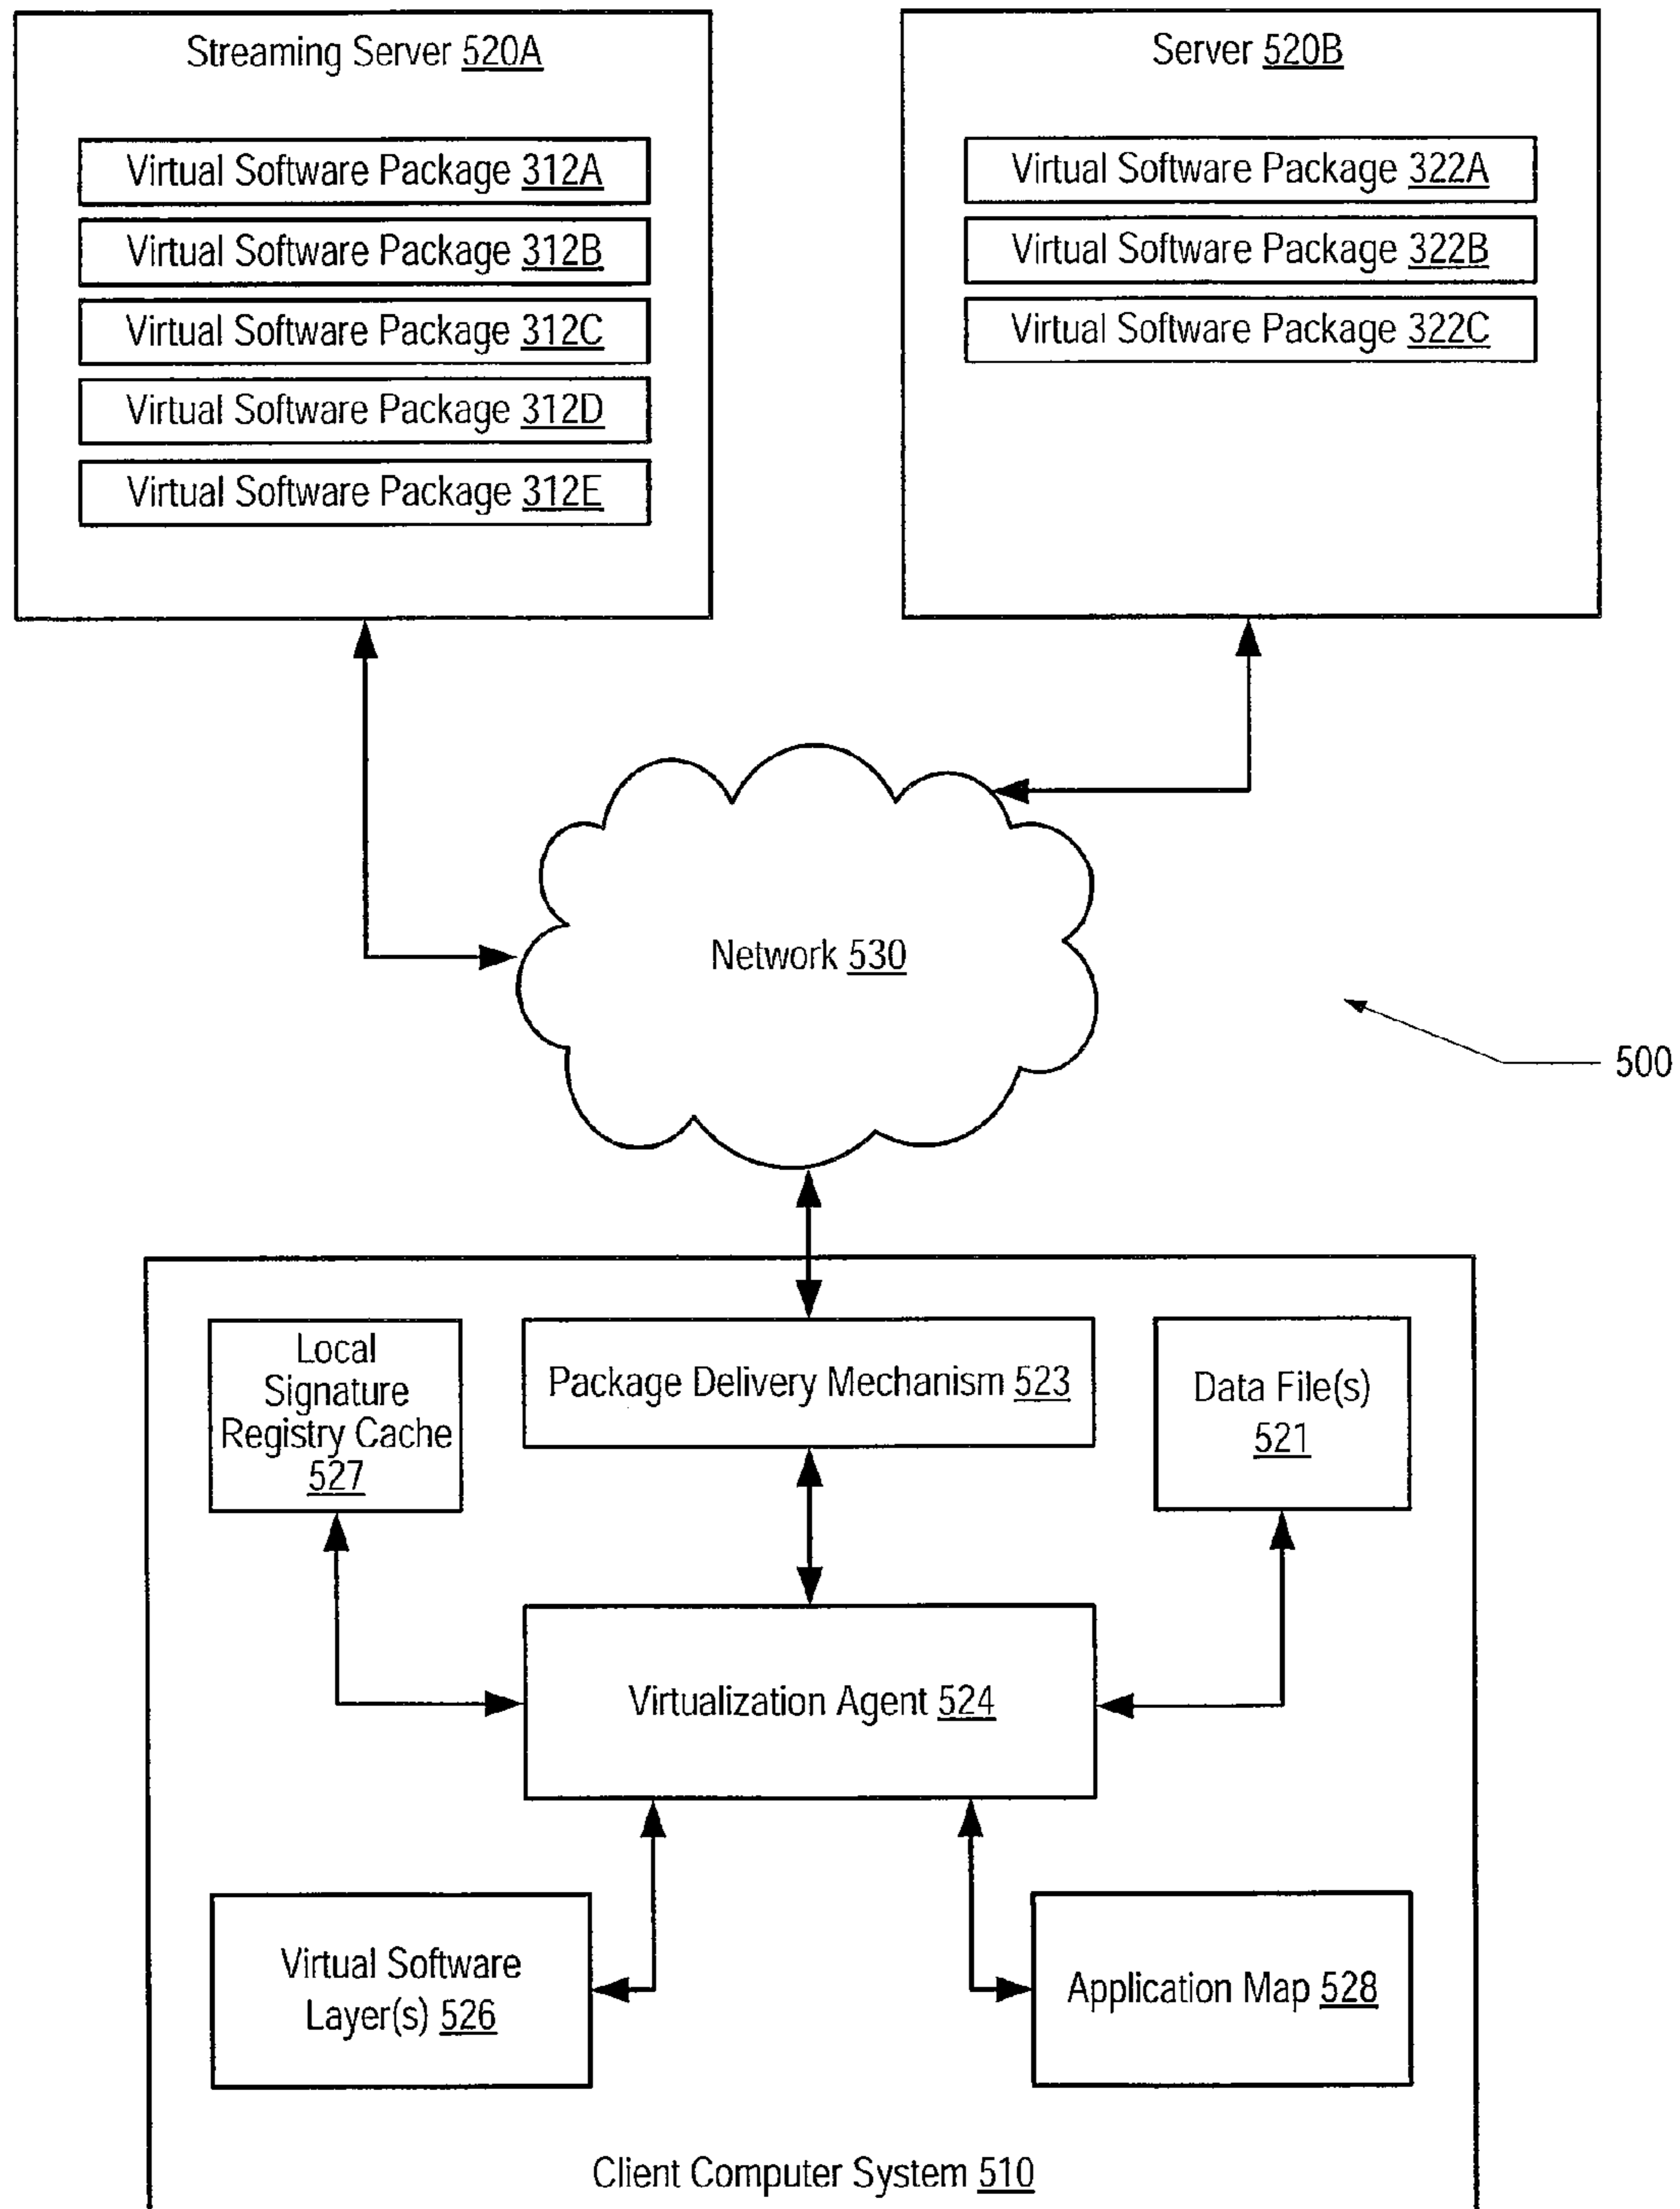 Streaming Server 520A
Virtual Software Package 312A
Virtual Software Package 312B
Virtual Software Package 312C
Virtual Software Package 312D
Virtual Software Package 312E
Server 520B
Virtual Software Package 322A
Virtual Software Package 322B
Virtual Software Package 322C
Network 530
500
Local
Signature
Registry Cache
527
Package Delivery Mechanism 523
Data File(s)
521
Virtualization Agent 524
Virtual Software
Layer(s) 526
Application Map 528
Client Computer System 510